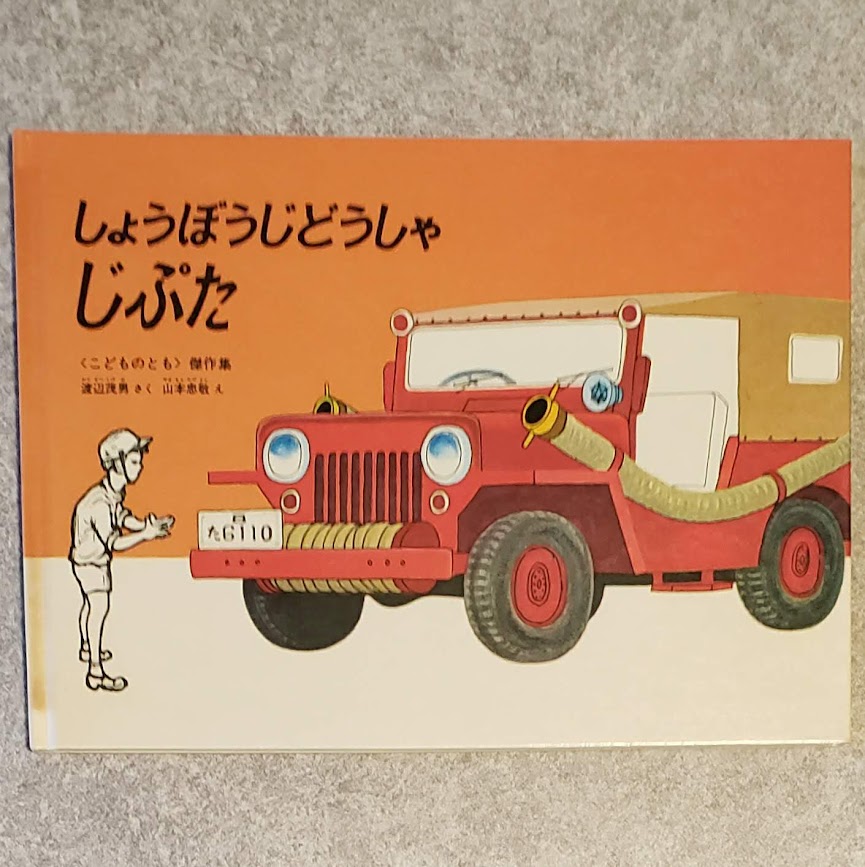 しょうぼうじどうしゃ
じぷた
〈こどものとも〉傑作集
渡辺茂男 さく 山本忠敬 え
た6110